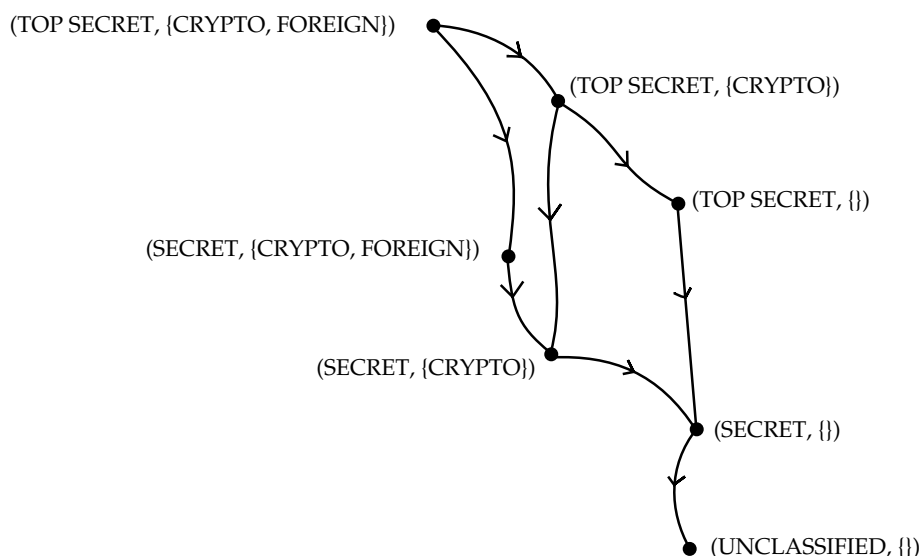 (TOP SECRET, {CRYPTO, FOREIGN})
(TOP SECRET, {CRYPTO})
(TOP SECRET, {})
(SECRET, {CRYPTO, FOREIGN})
(SECRET, {CRYPTO})
(SECRET, {})
(UNCLASSIFIED, {})